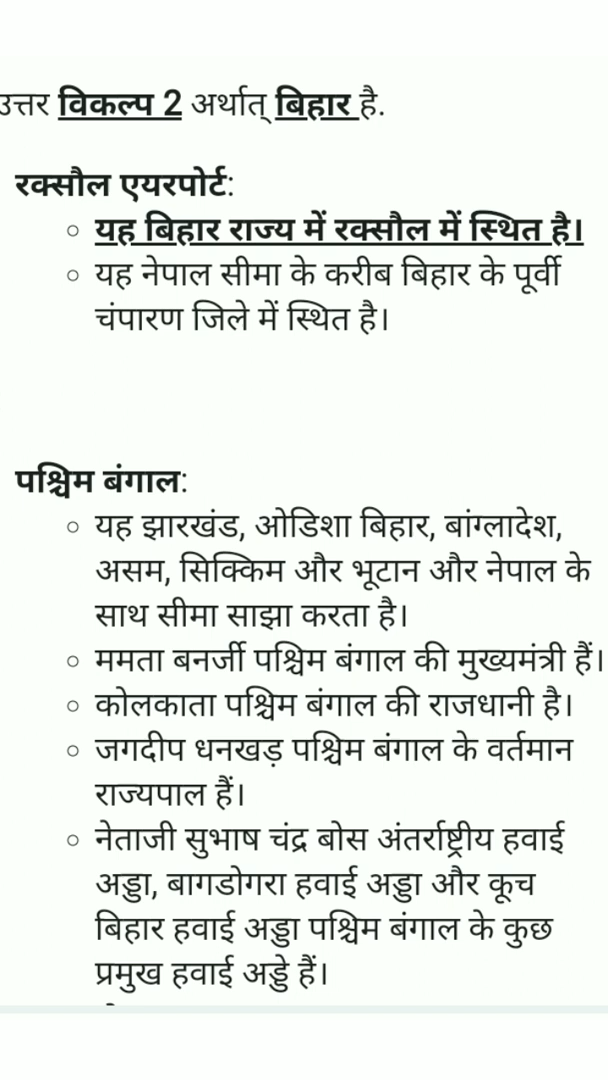 उत्तर विकल्प 2 अर्थात् बिहार है.
रक्सौल एयरपोर्ट:
यह बिहार राज्य में रक्सौल में स्थित है।
यह नेपाल सीमा के करीब बिहार के पूर्वी
चंपारण जिले में स्थित है।
पश्चिम बंगाल:
यह झारखंड, ओडिशा बिहार, बांग्लादेश,
असम, सिक्किम और भूटान और नेपाल के
साथ सीमा साझा करता है।
ममता बनर्जी पश्चिम बंगाल की मुख्यमंत्री हैं।
कोलकाता पश्चिम बंगाल की राजधानी है।
जगदीप धनखड़ पश्चिम बंगाल के वर्तमान
राज्यपाल हैं।
नेताजी सुभाष चंद्र बोस अंतर्राष्ट्रीय हवाई
अड्डा, बागडोगरा हवाई अड्डा और कूच
बिहार हवाई अड्डा पश्चिम बंगाल के कुछ
प्रमुख हवाई अड्डे हैं।